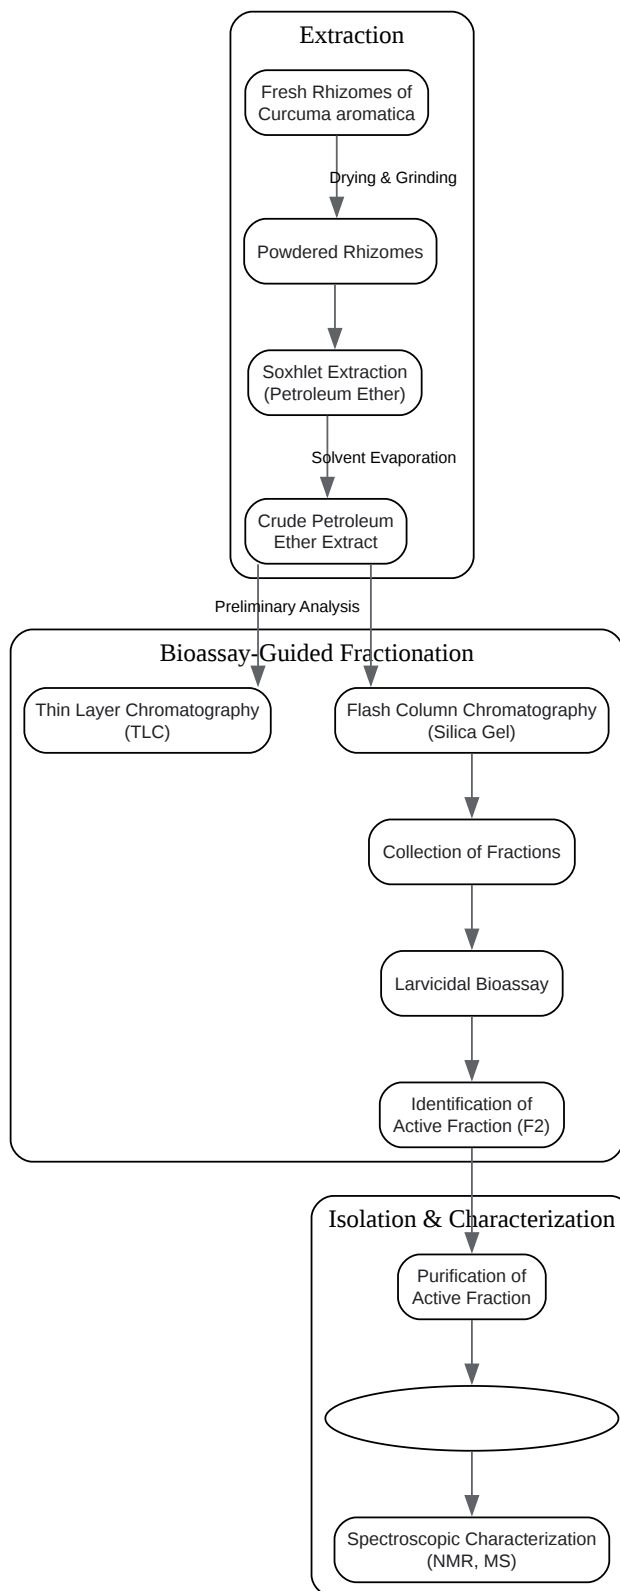 Extraction
Fresh Rhizomes of
Curcuma aromatica
Drying & Grinding
Powdered Rhizomes
Soxhlet Extraction
(Petroleum Ether)
Solvent Evaporation
Crude Petroleum
Ether Extract
Preliminary Analysis
Bioassay-Guided Fractionation
Thin Layer Chromatography
(TLC)
Flash Column Chromatography
(Silica Gel)
Collection of Fractions
Larvicidal Bioassay
Identification of
Active Fraction (F2)
Isolation & Characterization
Purification of
Active Fraction
Spectroscopic Characterization
(NMR, MS)